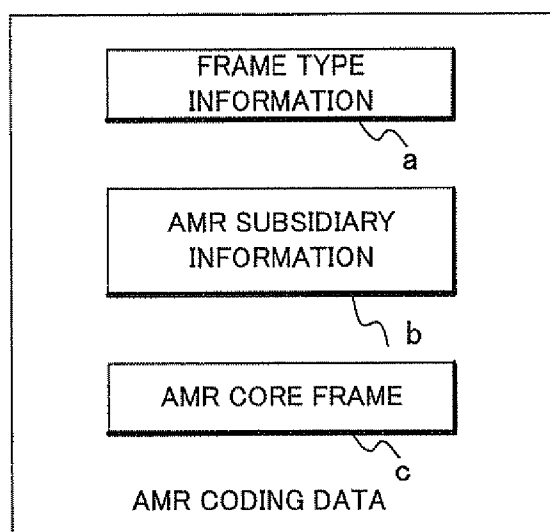 FRAME TYPE
INFORMATION
a
AMR SUBSIDIARY
INFORMATION
b
AMR CORE FRAME
c
AMR CODING DATA